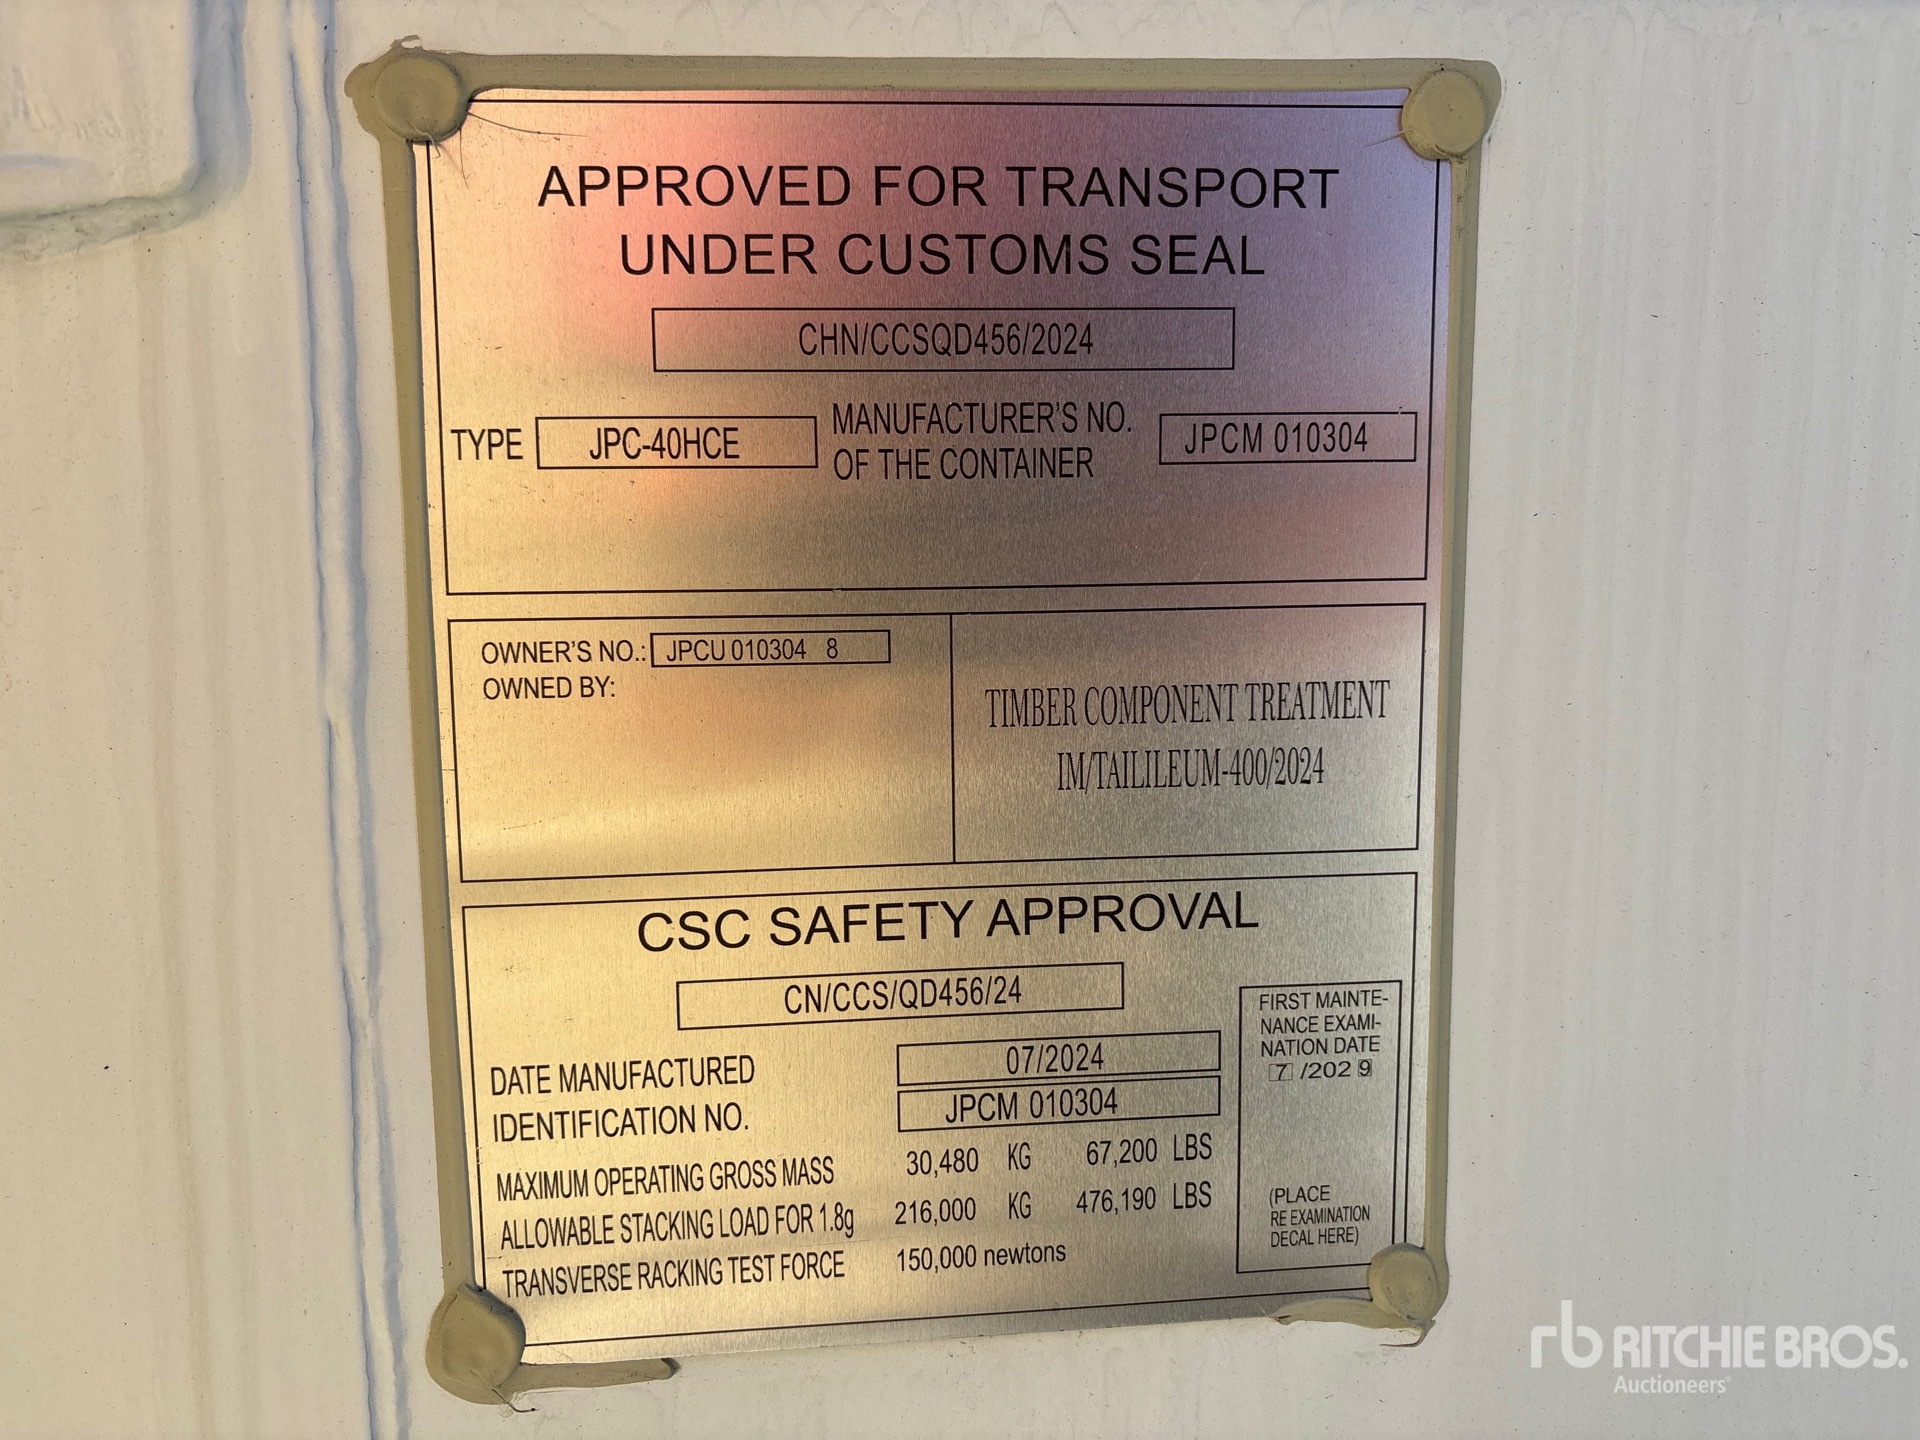 APPROVED FOR TRANSPORT
UNDER CUSTOMS SEAL
CHN/CCSQD456/2024
TYPE JPC-40HCE MANUFACTURER'S NO. OF THE CONTAINER JPCM 010304
OWNER'S NO.: JPCU 010304 8
OWNED BY:
TIMBER COMPONENT TREATMENT
IM/TAILILEUM-400/2024
CSC SAFETY APPROVAL
CN/CCS/QD456/24
DATE MANUFACTURED 07/2024
IDENTIFICATION NO. JPCM 010304
MAXIMUM OPERATING GROSS MASS 30,480 KG 67,200 LBS
ALLOWABLE STACKING LOAD FOR 1.8g 216,000 KG 476,190 LBS
TRANSVERSE RACKING TEST FORCE 150,000 newtons
FIRST MAINTE-
NANCE EXAMI-
NATION DATE
7 /202 9
(PLACE
RE EXAMINATION
DECAL HERE)
rb RITCHIE BROS.
Auctioneers